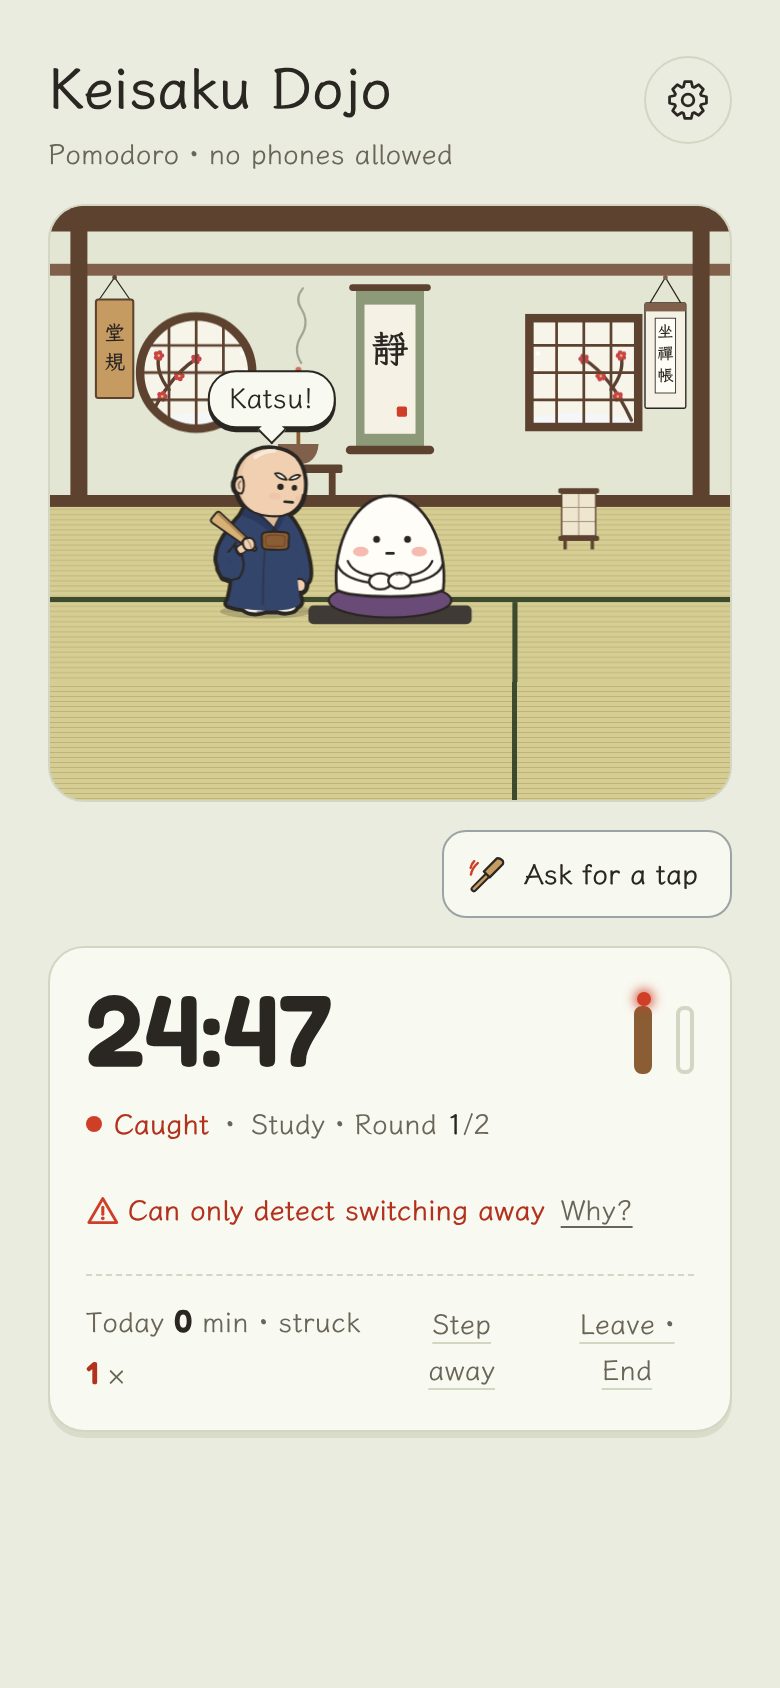 Keisaku Dojo
Pomodoro • no phones allowed
堂規
靜
坐禪帳
Katsu!
Ask for a tap
24:47
Caught • Study • Round 1/2
Can only detect switching away Why?
Today 0 min • struck
1 ×
Step
away
Leave •
End